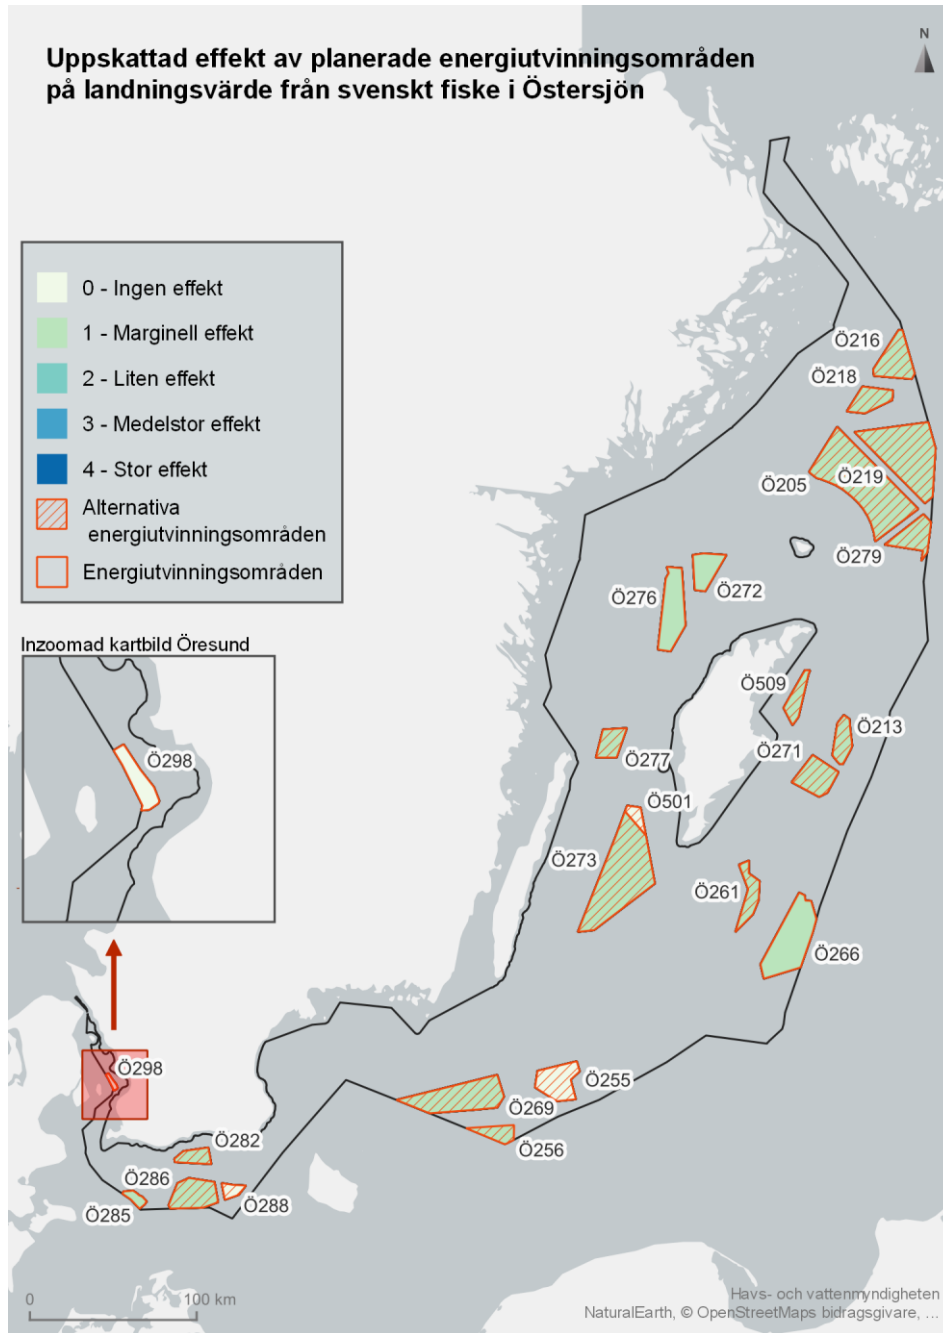 Uppskattad effekt av planerade energiutvinningsområden
på landningsvärde från svenskt fiske i Östersjön
N
0 - Ingen effekt
1 - Marginell effekt
2 - Liten effekt
3 - Medelstor effekt
4 - Stor effekt
Alternativa
energiutvinningsområden
Energiutvinningsområden
Inzoomad kartbild Öresund
Ö298
Ö216
Ö218
Ö219
Ö205
Ö279
Ö272
Ö276
Ö509
Ö213
Ö271
Ö277
Ö501
Ö273
Ö261
Ö266
Ö298
Ö255
Ö269
Ö256
Ö282
Ö286
Ö288
Ö285
0
100 km
Havs- och vattenmyndigheten
NaturalEarth, © OpenStreetMaps bidragsgivare, ...